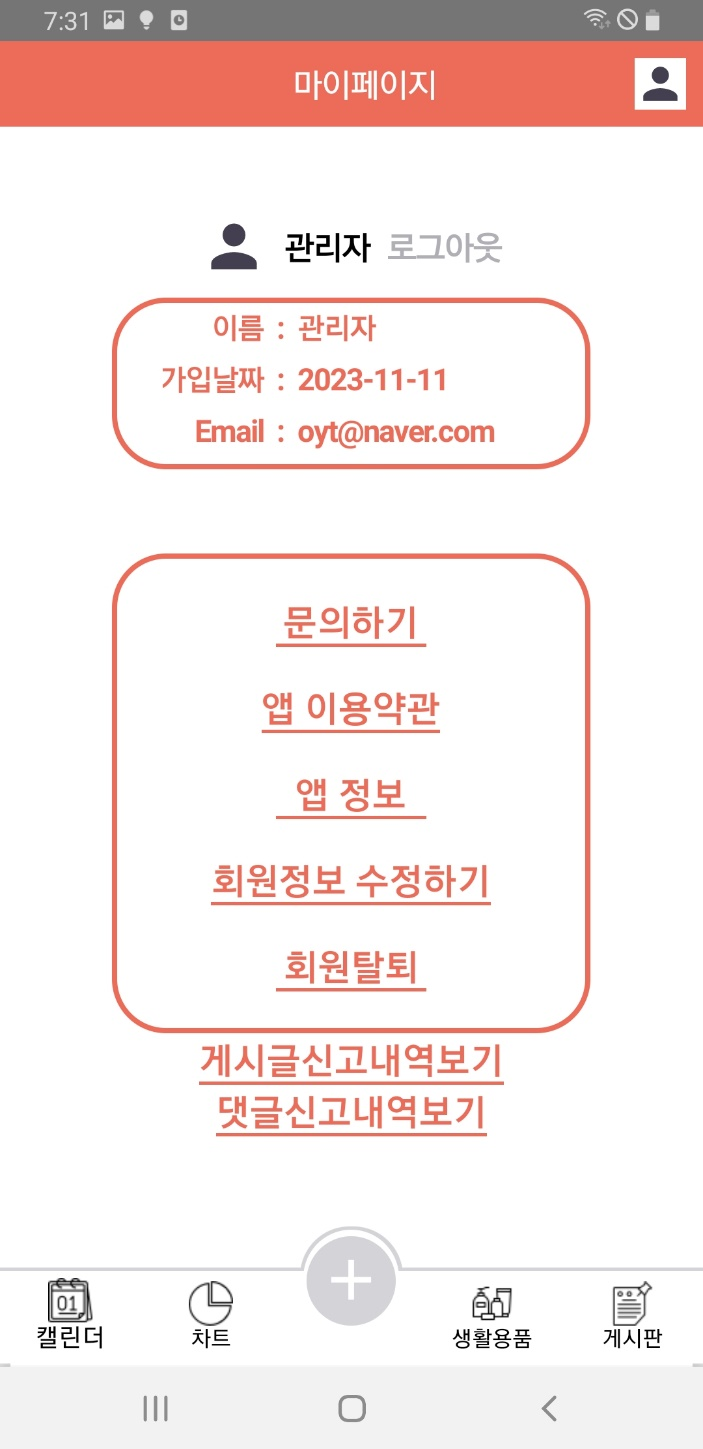 7:31
마이페이지
관리자 로그아웃
이름 : 관리자
가입날짜 : 2023-11-11
Email : oyt@naver.com
문의하기
앱 이용약관
앱 정보
회원정보 수정하기
회원탈퇴
게시글신고내역보기
댓글신고내역보기
01
캘린더 차트 생활용품 게시판